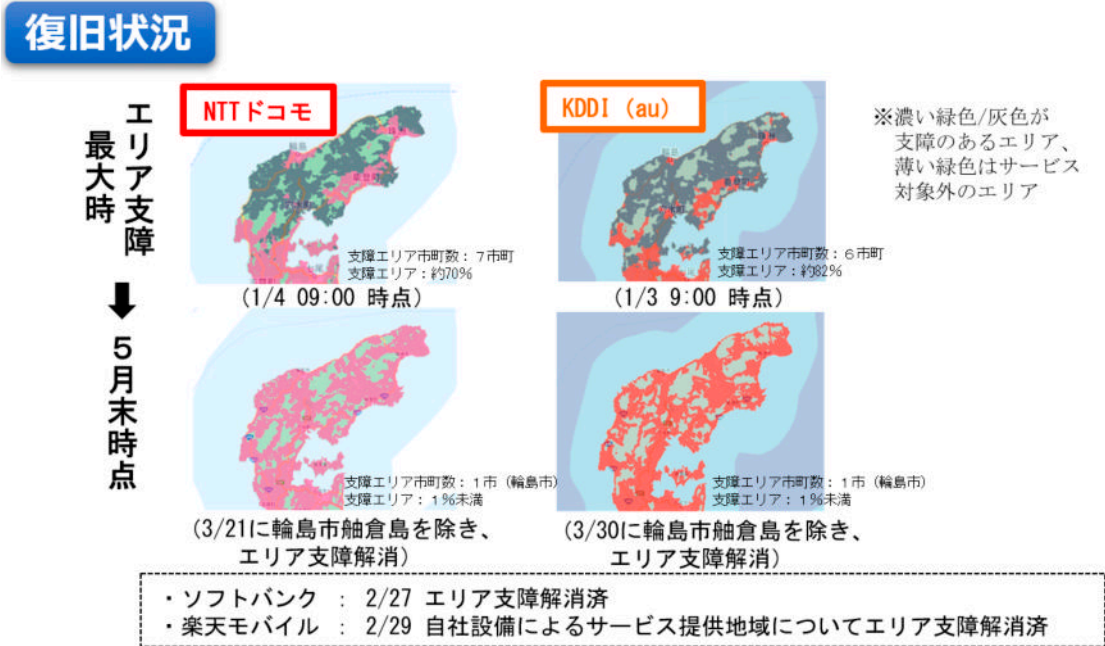 復旧状況
エリア支障
最大時
５月末時点
NTTドコモ
輪島
能登町
支障エリア市町数：７市町
支障エリア：約70％
(1/4 09:00 時点)
KDDI (au)
輪島
能登町
支障エリア市町数：６市町
支障エリア：約82％
(1/3 9:00 時点)
※濃い緑色/灰色が
支障のあるエリア、
薄い緑色はサービス
対象外のエリア
支障エリア市町数：１市（輪島市）
支障エリア：１％未満
(3/21に輪島市舳倉島を除き、
エリア支障解消)
支障エリア市町数：１市（輪島市）
支障エリア：１％未満
(3/30に輪島市舳倉島を除き、
エリア支障解消)
・ソフトバンク ： 2/27 エリア支障解消済
・楽天モバイル ： 2/29 自社設備によるサービス提供地域についてエリア支障解消済